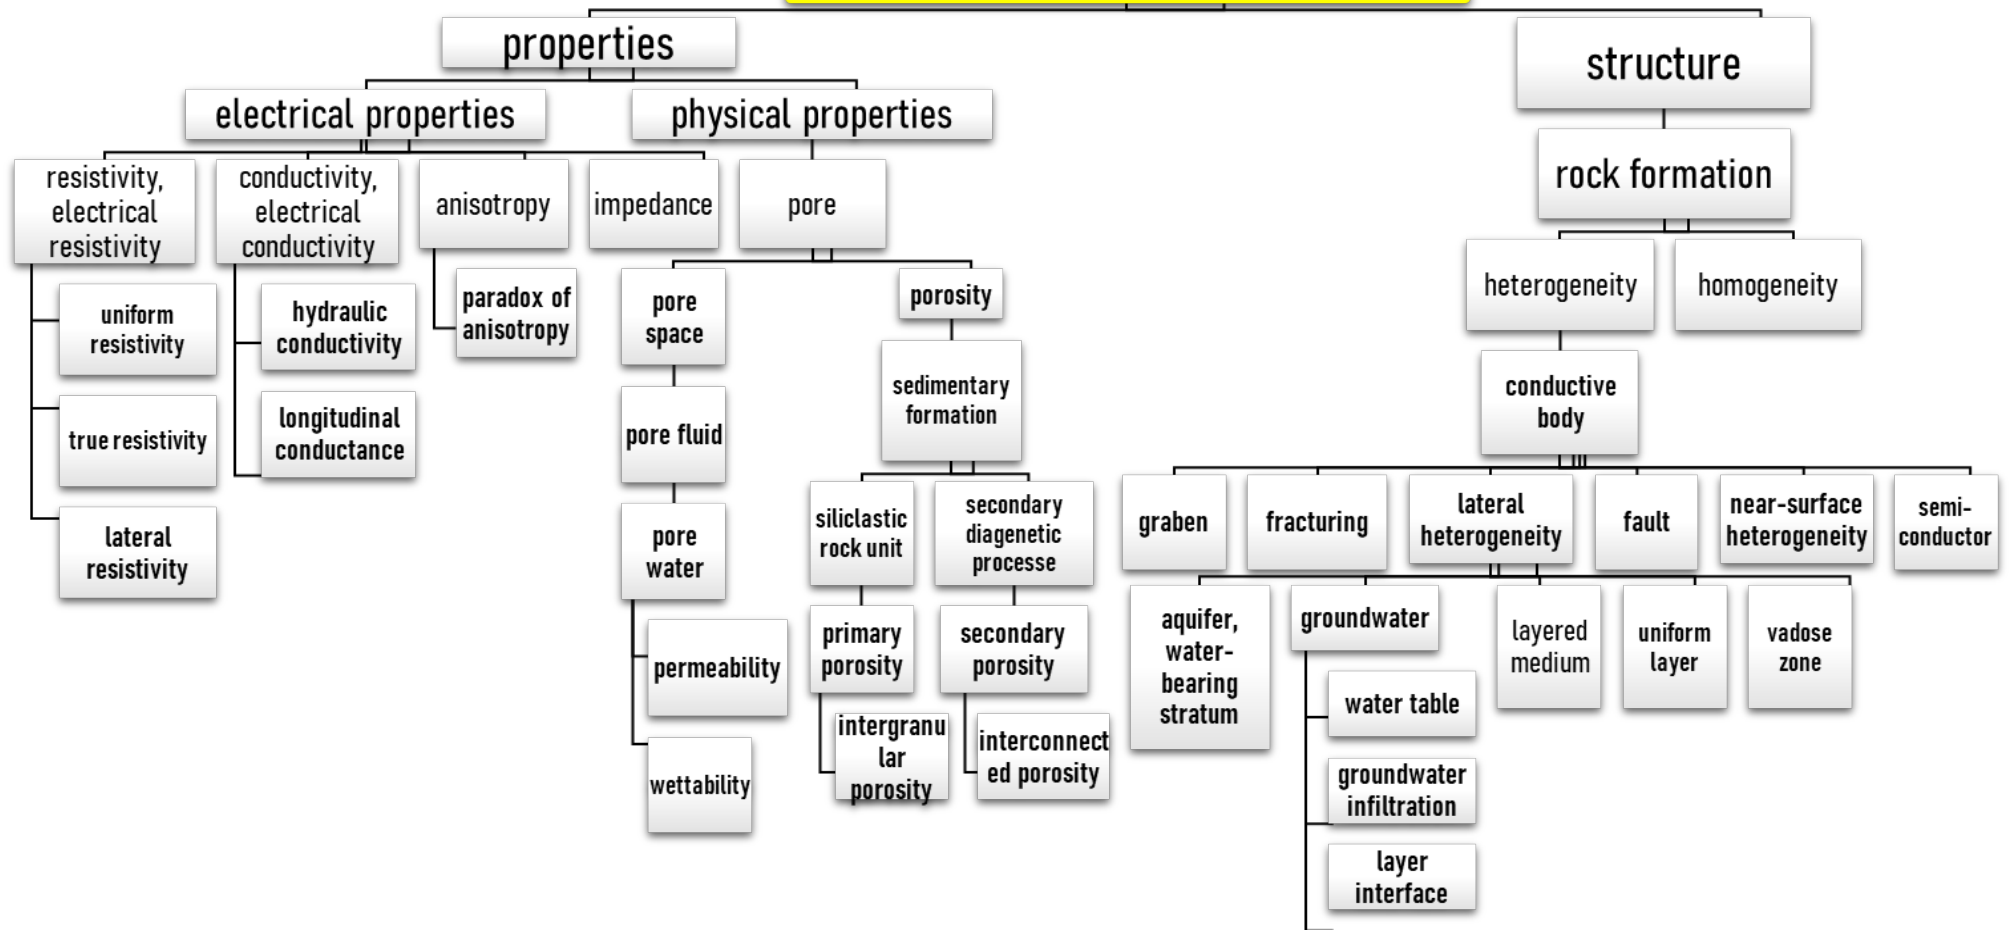 properties
structure
electrical properties
physical properties
rock formation
resistivity,
electrical
resistivity
conductivity,
electrical
conductivity
anisotropy
impedance
pore
heterogeneity
homogeneity
uniform
resistivity
true resistivity
lateral
resistivity
hydraulic
conductivity
longitudinal
conductance
paradox of
anisotropy
pore
space
pore fluid
pore
water
permeability
wettability
porosity
sedimentary
formation
siliclastic
rock unit
primary
porosity
intergranu
lar
porosity
secondary
diagenetic
processe
secondary
porosity
interconnect
ed porosity
conductive
body
graben
fracturing
lateral
heterogeneity
fault
near-surface
heterogeneity
semi-
conductor
aquifer,
water-
bearing
stratum
groundwater
water table
groundwater
infiltration
layer
interface
layered
medium
uniform
layer
vadose
zone